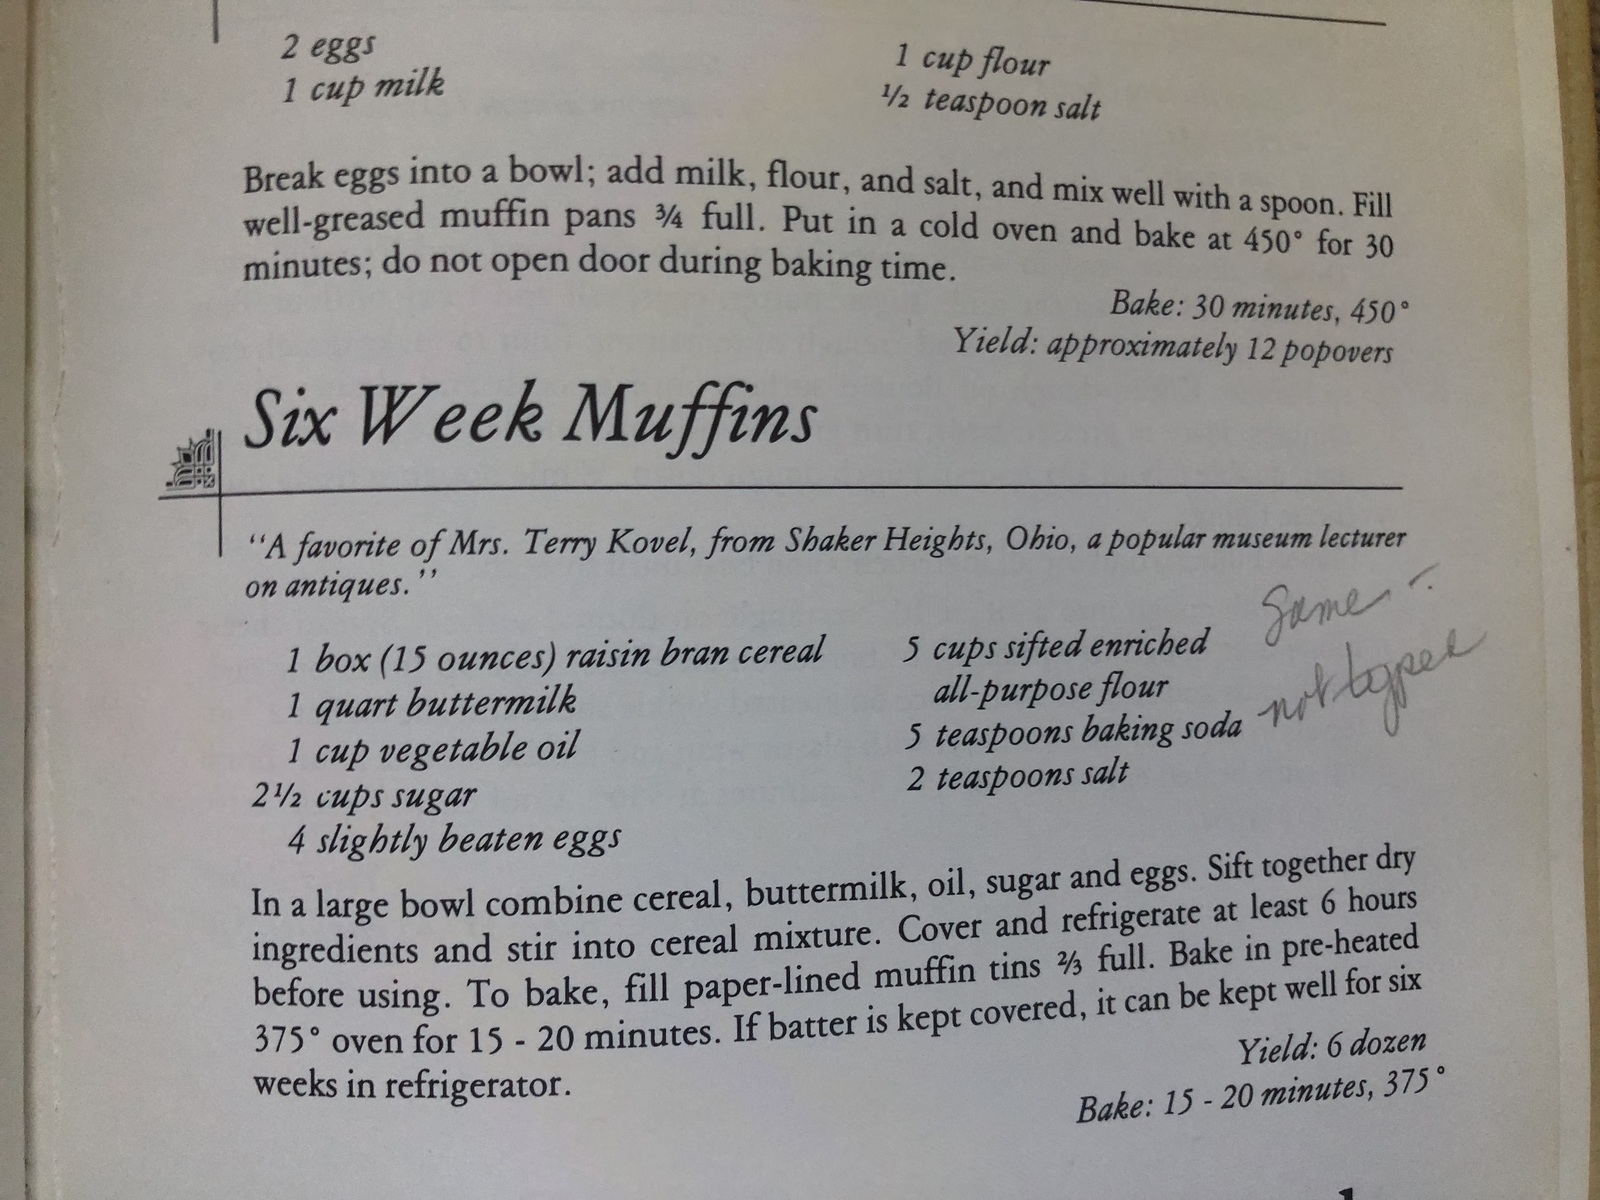 2 eggs
1 cup milk
1 cup flour
½ teaspoon salt
Break eggs into a bowl; add milk, flour, and salt, and mix well with a spoon. Fill
well-greased muffin pans ¾ full. Put in a cold oven and bake at 450° for 30
minutes; do not open door during baking time.
Bake: 30 minutes, 450°
Yield: approximately 12 popovers
Six Week Muffins
"A favorite of Mrs. Terry Kovel, from Shaker Heights, Ohio, a popular museum lecturer
on antiques."
1 box (15 ounces) raisin bran cereal
1 quart buttermilk
1 cup vegetable oil
2½ cups sugar
4 slightly beaten eggs
5 cups sifted enriched
all-purpose flour
5 teaspoons baking soda
2 teaspoons salt
Same -
not typed
In a large bowl combine cereal, buttermilk, oil, sugar and eggs. Sift together dry
ingredients and stir into cereal mixture. Cover and refrigerate at least 6 hours
before using. To bake, fill paper-lined muffin tins ⅔ full. Bake in pre-heated
375° oven for 15 - 20 minutes. If batter is kept covered, it can be kept well for six
weeks in refrigerator.
Yield: 6 dozen
Bake: 15 - 20 minutes, 375°